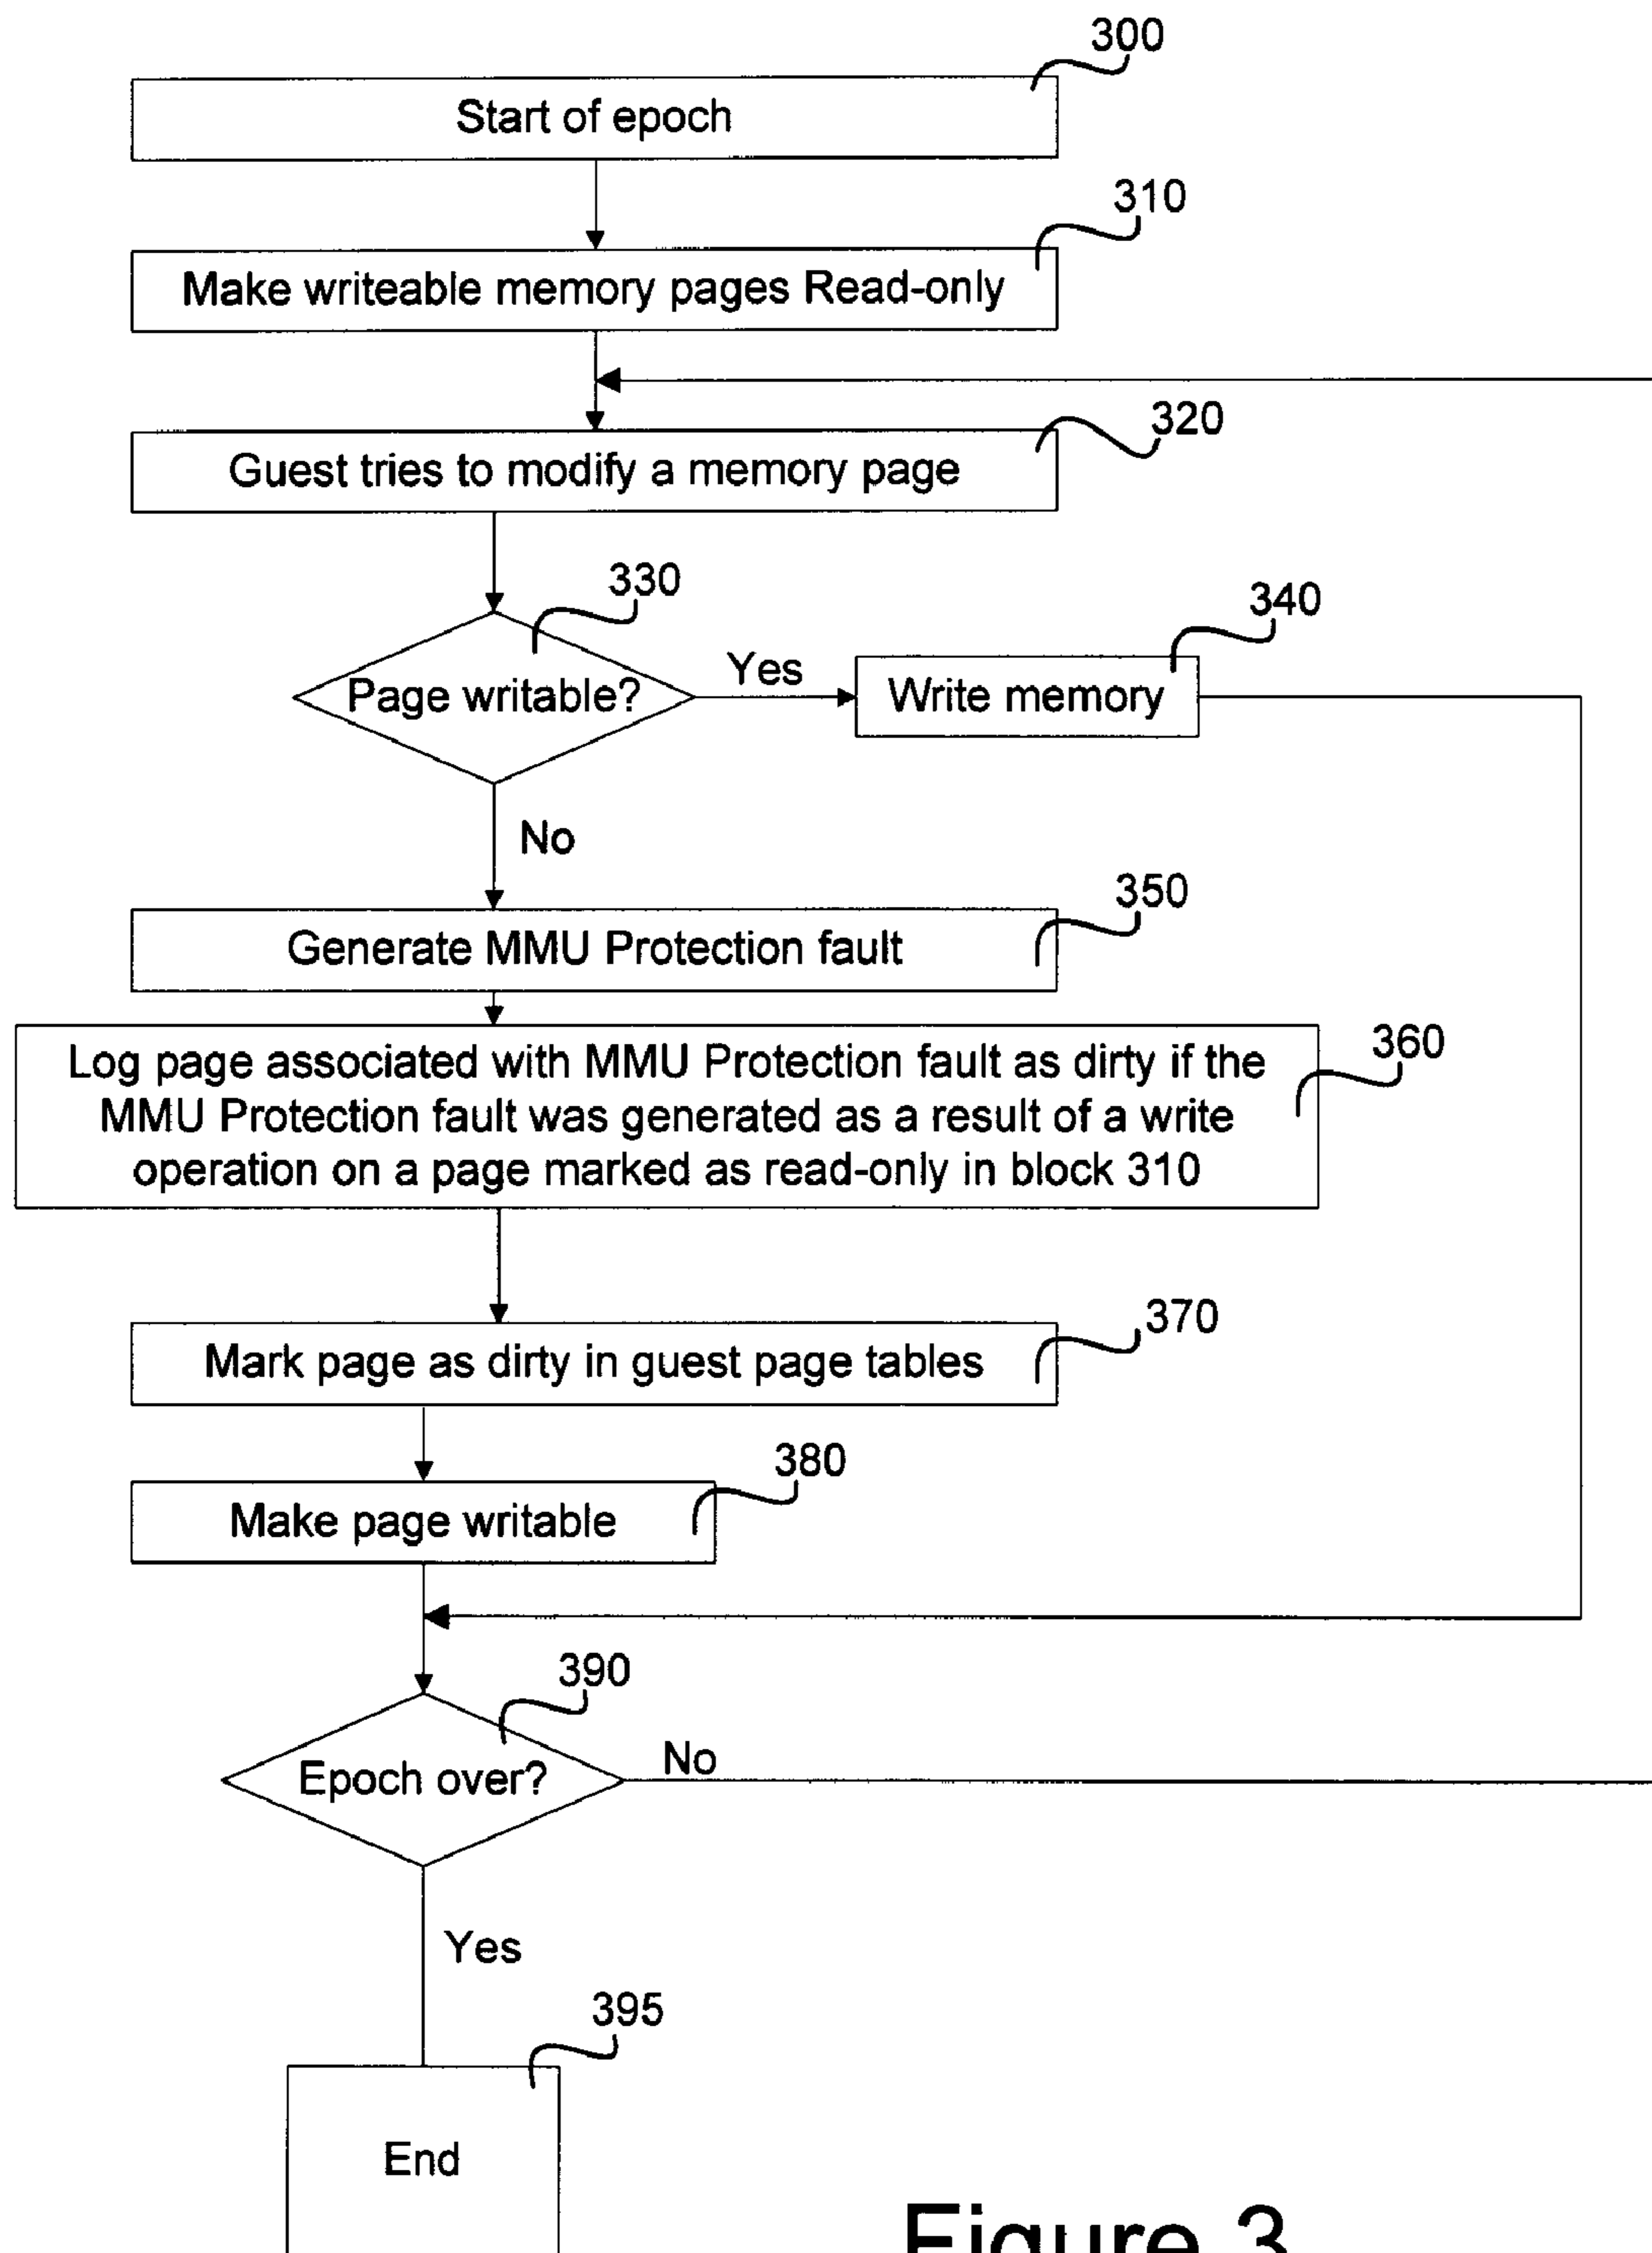 300
Start of epoch
310
Make writeable memory pages Read-only
320
Guest tries to modify a memory page
330
340
Page writable?
Yes
Write memory
No
350
Generate MMU Protection fault
360
Log page associated with MMU Protection fault as dirty if the
MMU Protection fault was generated as a result of a write
operation on a page marked as read-only in block 310
370
Mark page as dirty in guest page tables
380
Make page writable
390
Epoch over?
No
Yes
395
End
Figure 3